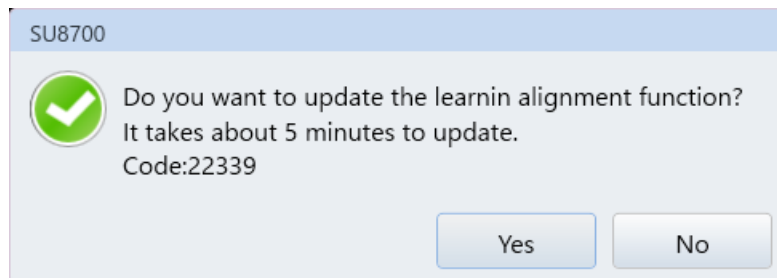 SU8700
Do you want to update the learnin alignment function?
It takes about 5 minutes to update.
Code:22339
Yes
No